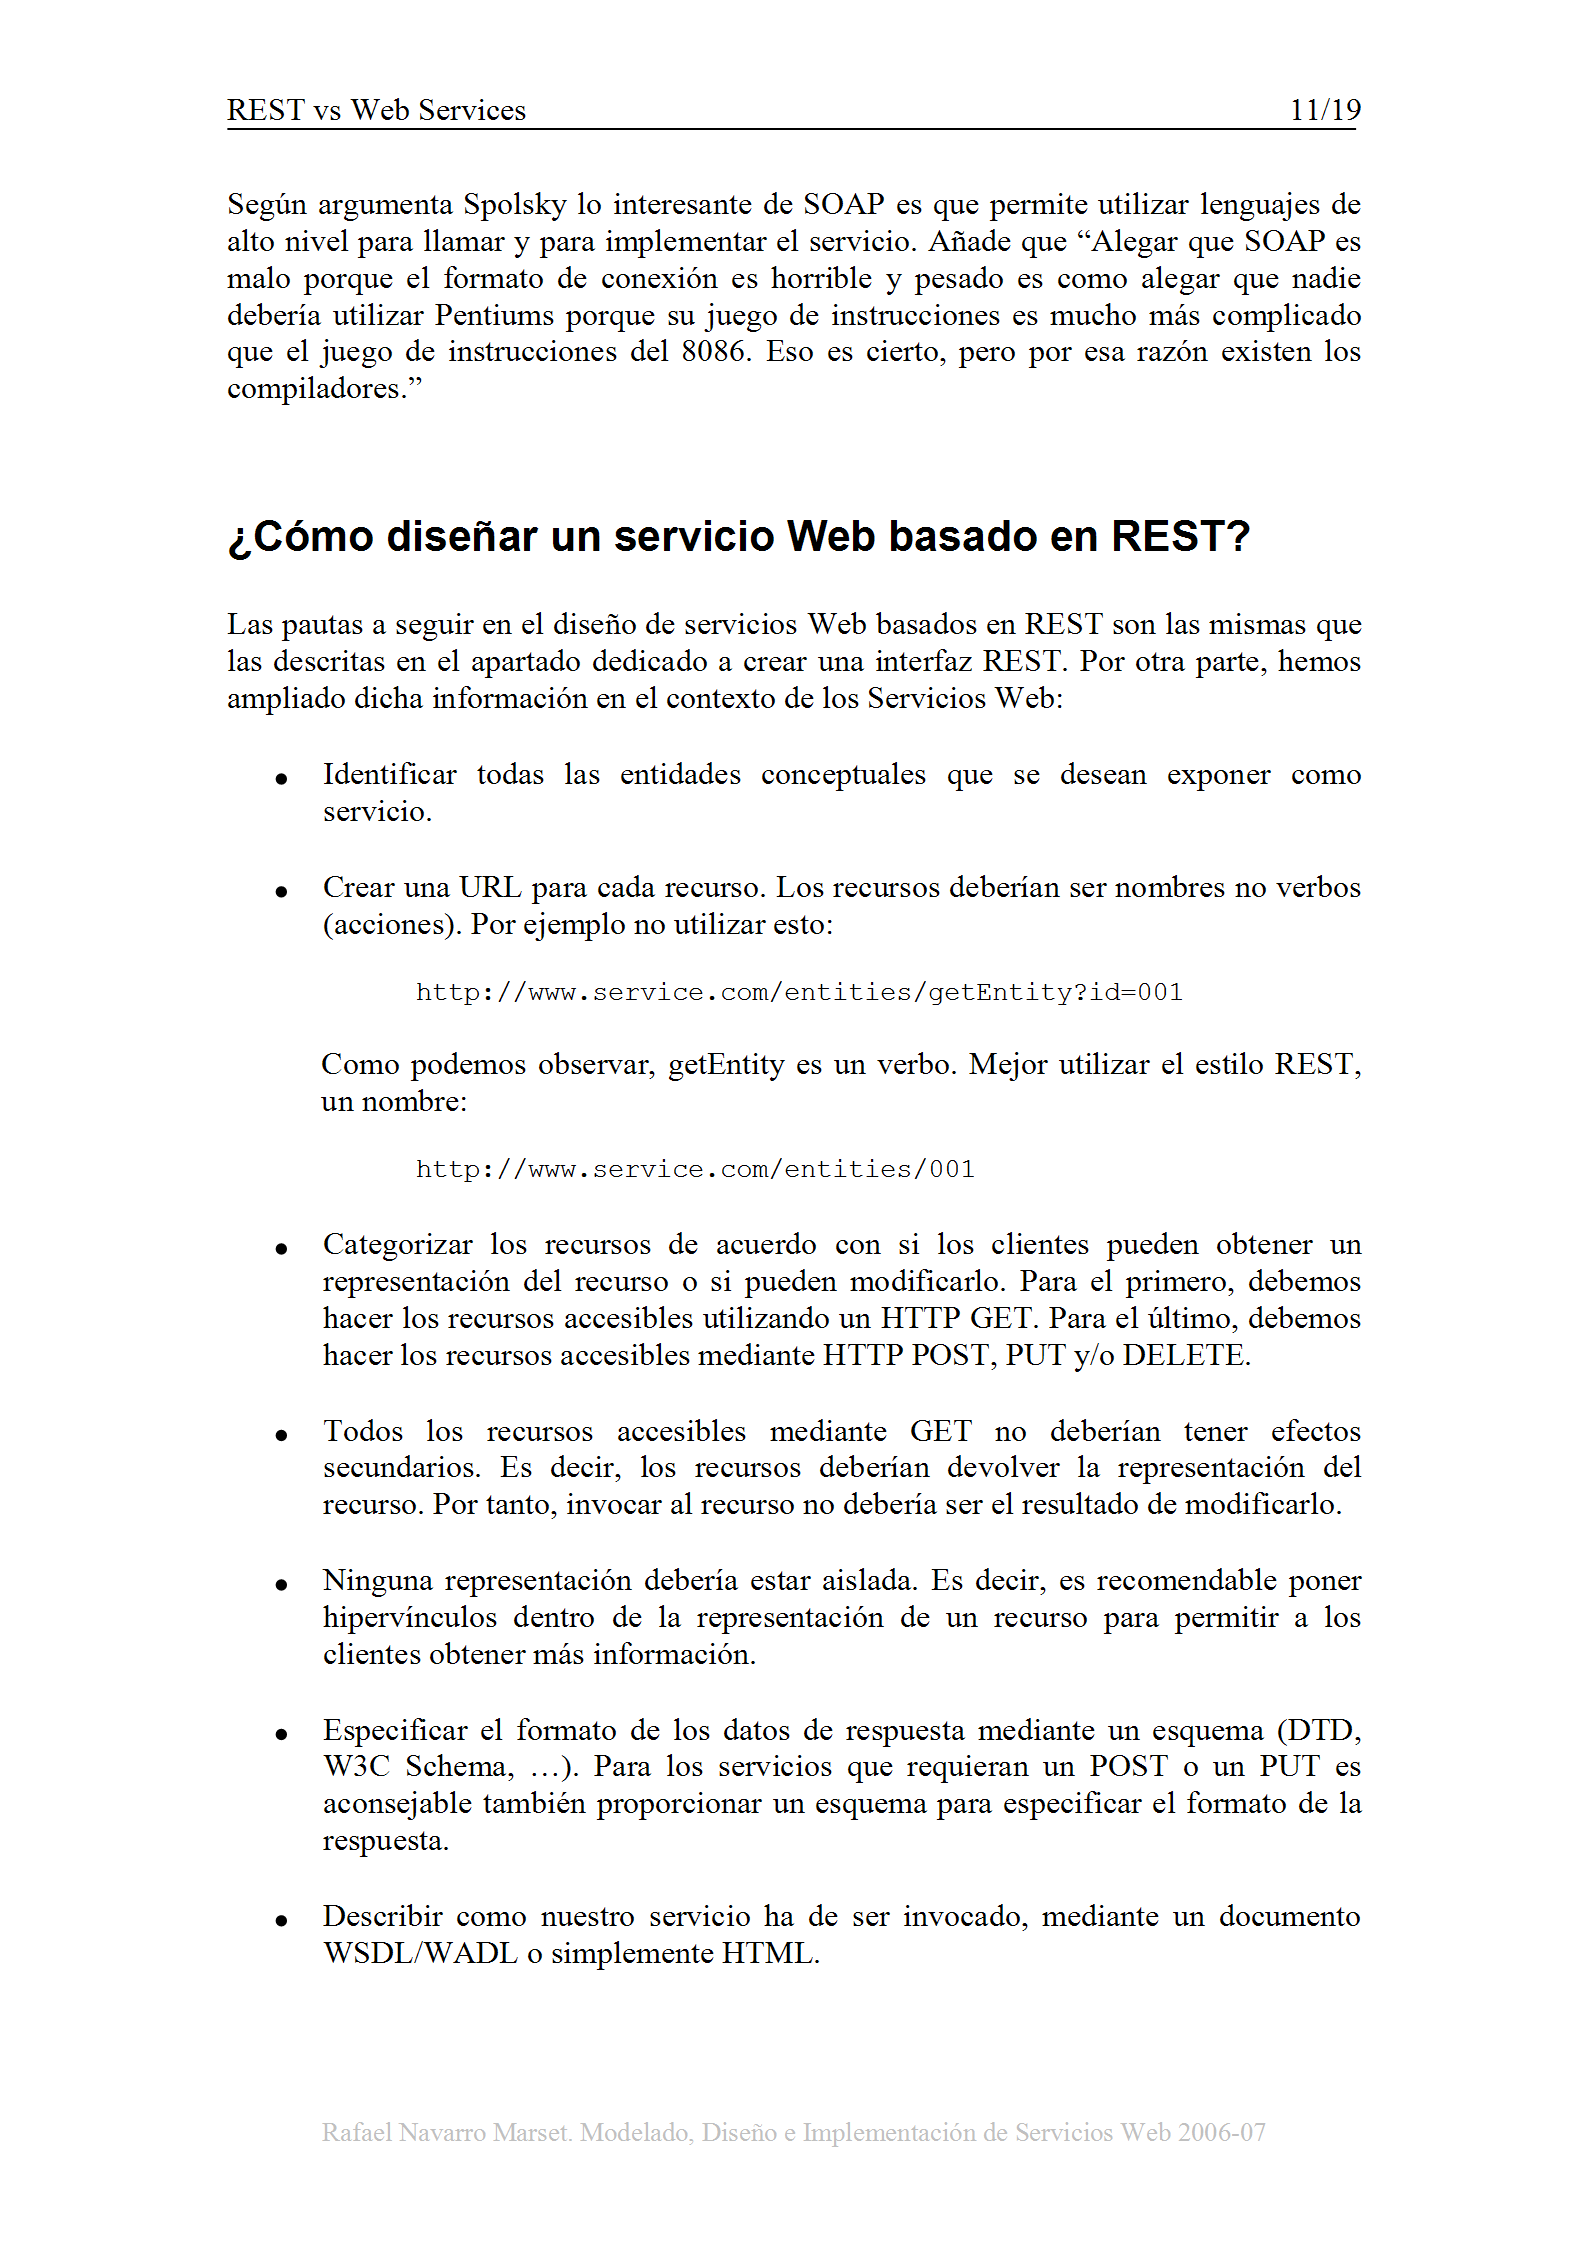 REST vs Web Services 11/19
Según argumenta Spolsky lo interesante de SOAP es que permite utilizar lenguajes de
alto nivel para llamar y para implementar el servicio. Añade que “Alegar que SOAP es
malo porque el formato de conexión es horrible y pesado es como alegar que nadie
debería utilizar Pentiums porque su juego de instrucciones es mucho más complicado
que el juego de instrucciones del 8086. Eso es cierto, pero por esa razón existen los
compiladores.”
¿Cómo diseñar un servicio Web basado en REST?
Las pautas a seguir en el diseño de servicios Web basados en REST son las mismas que
las descritas en el apartado dedicado a crear una interfaz REST. Por otra parte, hemos
ampliado dicha información en el contexto de los Servicios Web:
● Identificar todas las entidades conceptuales que se desean exponer como
servicio.
● Crear una URL para cada recurso. Los recursos deberían ser nombres no verbos
(acciones). Por ejemplo no utilizar esto:
http://www.service.com/entities/getEntity?id=001
Como podemos observar, getEntity es un verbo. Mejor utilizar el estilo REST,
un nombre:
http://www.service.com/entities/001
● Categorizar los recursos de acuerdo con si los clientes pueden obtener un
representación del recurso o si pueden modificarlo. Para el primero, debemos
hacer los recursos accesibles utilizando un HTTP GET. Para el último, debemos
hacer los recursos accesibles mediante HTTP POST, PUT y/o DELETE.
● Todos los recursos accesibles mediante GET no deberían tener efectos
secundarios. Es decir, los recursos deberían devolver la representación del
recurso. Por tanto, invocar al recurso no debería ser el resultado de modificarlo.
● Ninguna representación debería estar aislada. Es decir, es recomendable poner
hipervínculos dentro de la representación de un recurso para permitir a los
clientes obtener más información.
● Especificar el formato de los datos de respuesta mediante un esquema (DTD,
W3C Schema, …). Para los servicios que requieran un POST o un PUT es
aconsejable también proporcionar un esquema para especificar el formato de la
respuesta.
● Describir como nuestro servicio ha de ser invocado, mediante un documento
WSDL/WADL o simplemente HTML.
Rafael Navarro Marset. Modelado, Diseño e Implementación de Servicios Web 2006-07